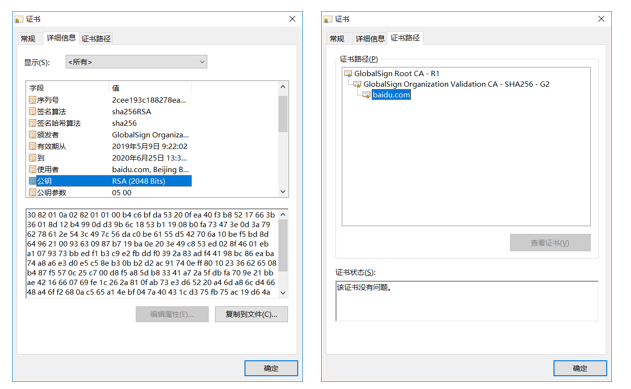 证书
常规 详细信息 证书路径
显示(S): <所有>
字段 值
序列号 2cee193c188278ea...
签名算法 sha256RSA
签名哈希算法 sha256
颁发者 GlobalSign Organiza...
有效期从 2019年5月9日 9:22:02
到 2020年6月25日 13:3...
使用者 baidu.com, Beijing B...
公钥 RSA (2048 Bits)
公钥参数 05 00
30 82 01 0a 02 82 01 01 00 b4 c6 bf da 53 20 0f ea 40 f3 b8 52 17 66 3b
36 01 8d 12 b4 99 0d d3 9b 6c 18 53 b1 19 08 b0 fa 73 47 3e 0d 3a 79
62 78 61 2e 54 3c 49 7c 56 da c0 be 61 55 d5 42 70 6a 10 be f5 bd 8d
64 96 21 00 93 63 09 87 b7 19 ba 0e 20 3e 49 c8 53 ed 02 8f 46 01 eb
a1 07 93 73 bb ed f1 b3 c9 e2 fb dd f0 39 2a 83 ad f4 41 98 bc 86 ea ba
74 a8 a6 e3 d0 e5 c5 8e b3 0b b2 d2 ac 91 74 0e ff 80 10 23 36 62 65 08
b4 87 f5 57 0c 25 c7 00 d8 f5 a8 5d b8 33 41 a7 2a 5f db fa 70 9e 21 bb
ae 42 16 66 07 69 fe 1c 26 2a 81 0f ab 73 e3 d6 52 20 a4 6d a8 6c d4 66
48 a4 6f f2 68 0a c5 65 a1 4e bf 04 7a 40 43 1c d3 75 fb 75 ac 19 d6 4a
编辑属性(E)... 复制到文件(C)...
确定
证书
常规 详细信息 证书路径
证书路径(P)
GlobalSign Root CA - R1
GlobalSign Organization Validation CA - SHA256 - G2
baidu.com
查看证书(V)
证书状态(S):
该证书没有问题。
确定